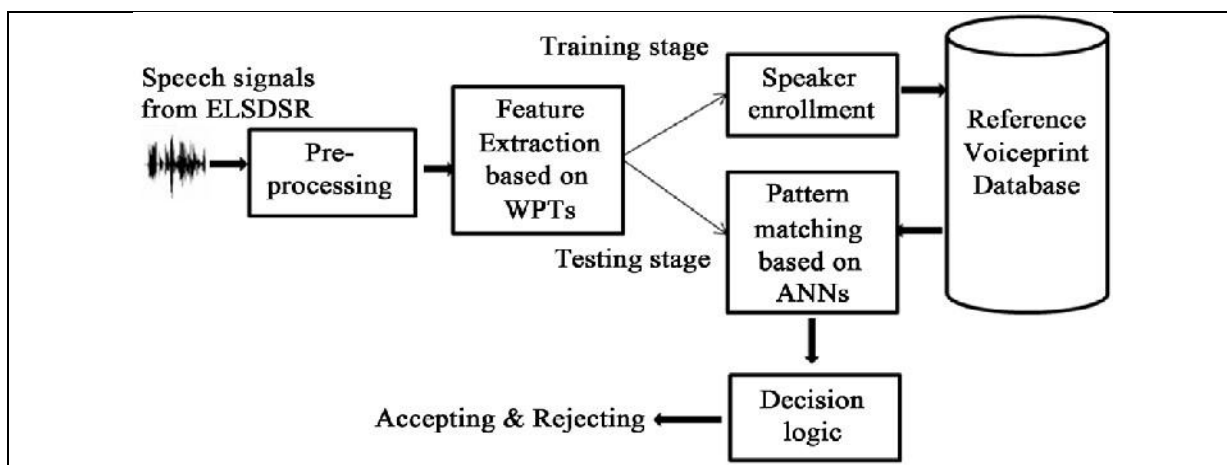 Speech signals
from ELSDSR
Pre-
processing
Feature
Extraction
based on
WPTs
Training stage
Speaker
enrollment
Reference
Voiceprint
Database
Testing stage
Pattern
matching
based on
ANNs
Decision
logic
Accepting & Rejecting